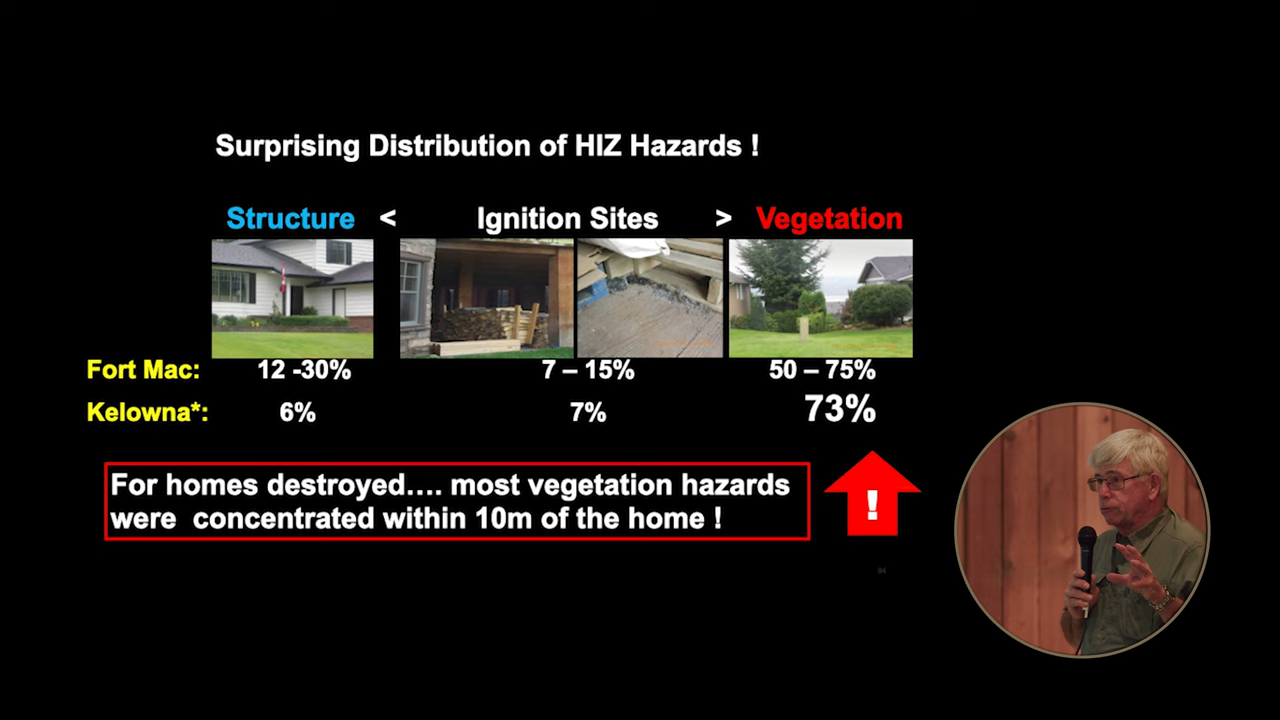 Surprising Distribution of HIZ Hazards !
Structure < Ignition Sites > Vegetation
Fort Mac: 12 -30% 7 – 15% 50 – 75%
Kelowna*: 6% 7% 73%
For homes destroyed.... most vegetation hazards
were concentrated within 10m of the home !
!